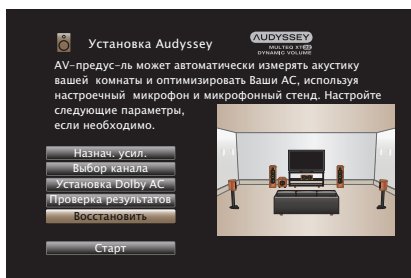 Установка Audyssey
AUDYSSEY
MULTEQ XT32
DYNAMIC VOLUME
AV-предус-ль может автоматически измерять акустику
вашей комнаты и оптимизировать Ваши АС, используя
настроечный микрофон и микрофонный стенд. Настройте
следующие параметры,
если необходимо.
Назнач. усил.
Выбор канала
Установка Dolby АС
Проверка результатов
Восстановить
Старт